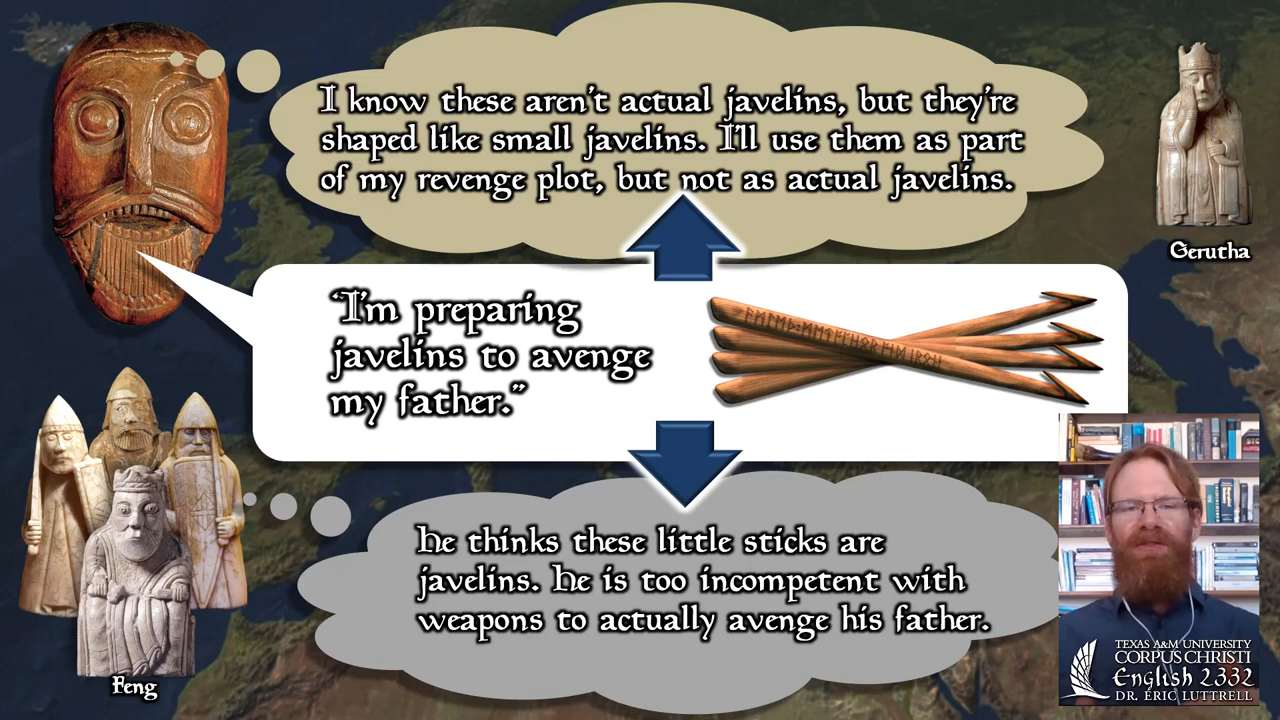 I know these aren't actual javelins, but they're
shaped like small javelins. I'll use them as part
of my revenge plot, but not as actual javelins.
Gerutha
"I'm preparing
javelins to avenge
my father."
He thinks these little sticks are
javelins. He is too incompetent with
weapons to actually avenge his father.
Feng
TEXAS A&M UNIVERSITY
CORPUS CHRISTI
English 2332
DR. ERIC LUTTRELL